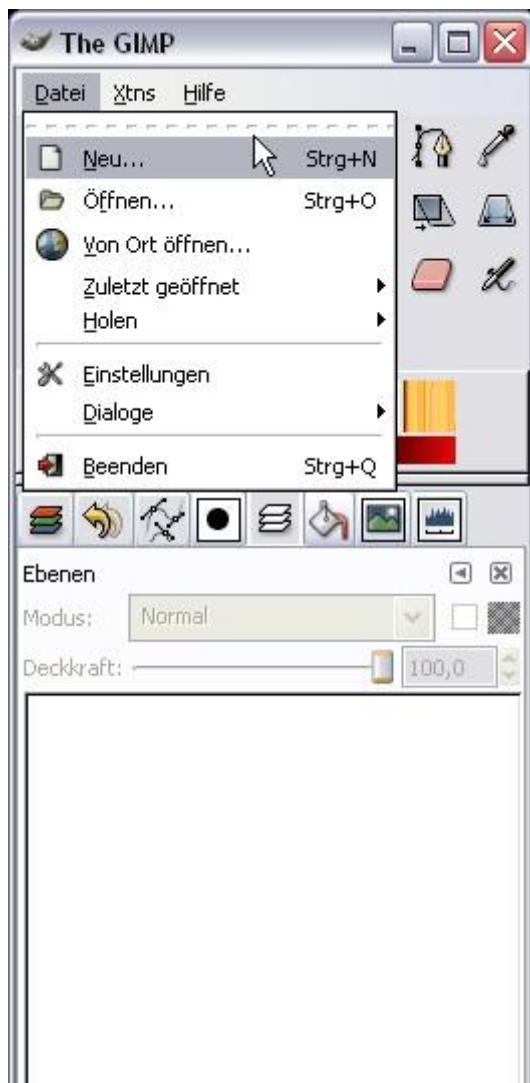 The GIMP
Datei Xtns Hilfe
Neu... Strg+N
Öffnen... Strg+O
Von Ort öffnen...
Zuletzt geöffnet
Holen
Einstellungen
Dialoge
Beenden Strg+Q
Ebenen
Modus: Normal
Deckkraft: 100,0